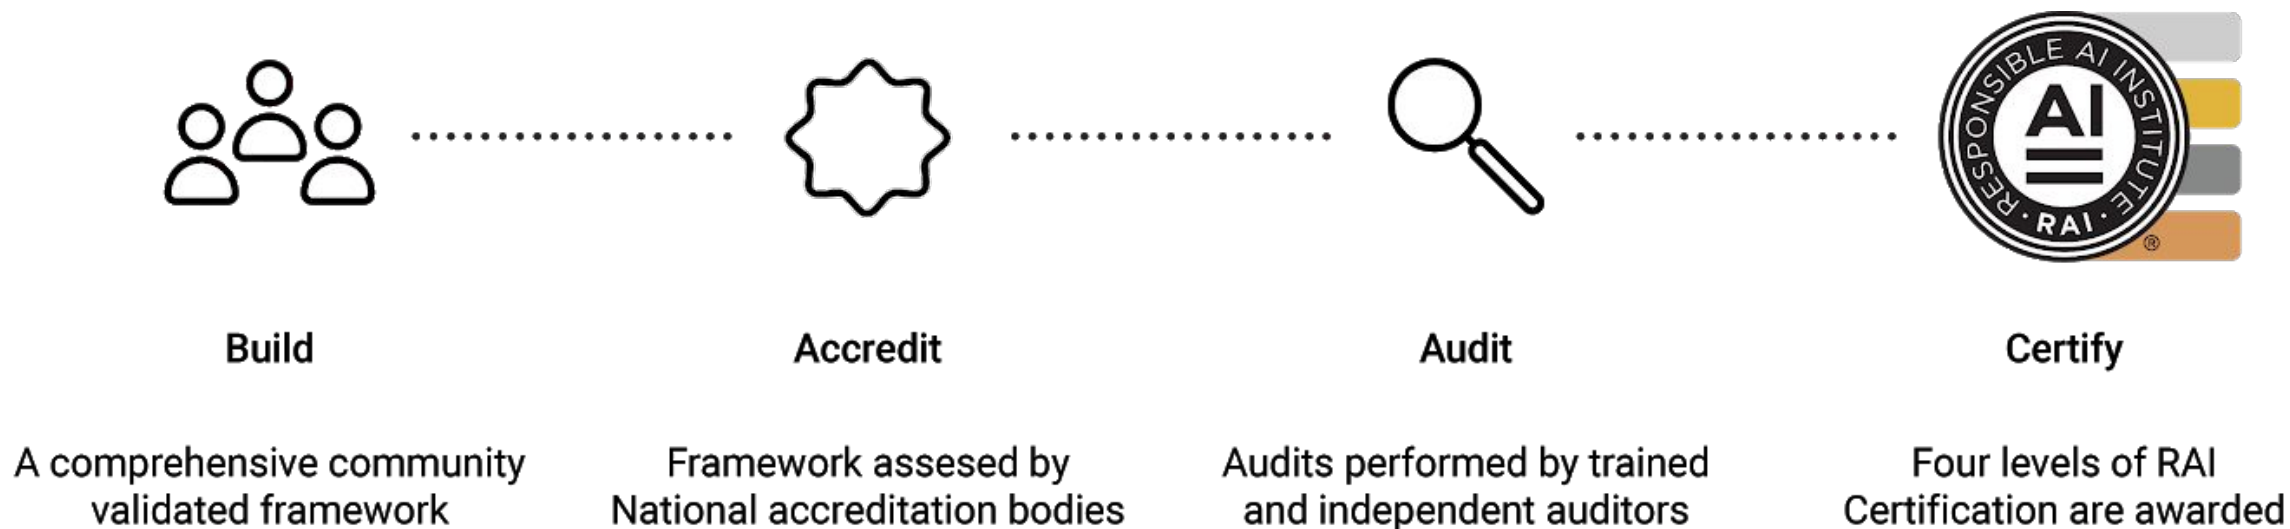 RESPONSIBLE AI INSTITUTE
AI
· RAI ·
®
Build
Accredit
Audit
Certify
A comprehensive community
validated framework
Framework assesed by
National accreditation bodies
Audits performed by trained
and independent auditors
Four levels of RAI
Certification are awarded